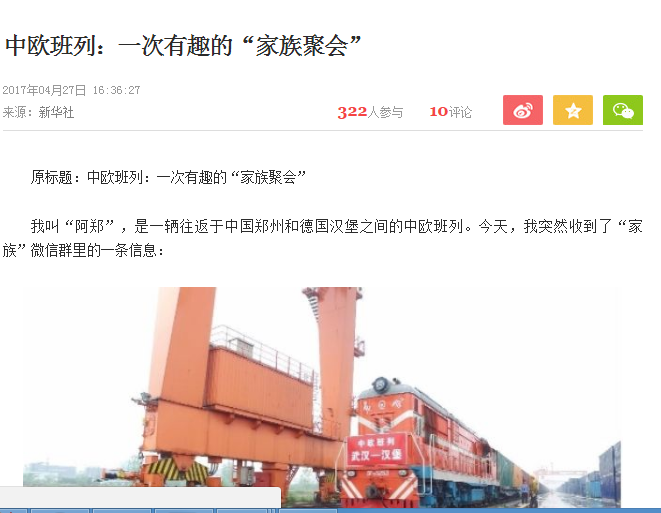 中欧班列：一次有趣的“家族聚会”
2017年04月27日 16:36:27
来源：新华社
322人参与 10评论
原标题：中欧班列：一次有趣的“家族聚会”
我叫“阿郑”，是一辆往返于中国郑州和德国汉堡之间的中欧班列。今天，我突然收到了“家
族”微信群里的一条信息：
中欧班列
武汉—汉堡